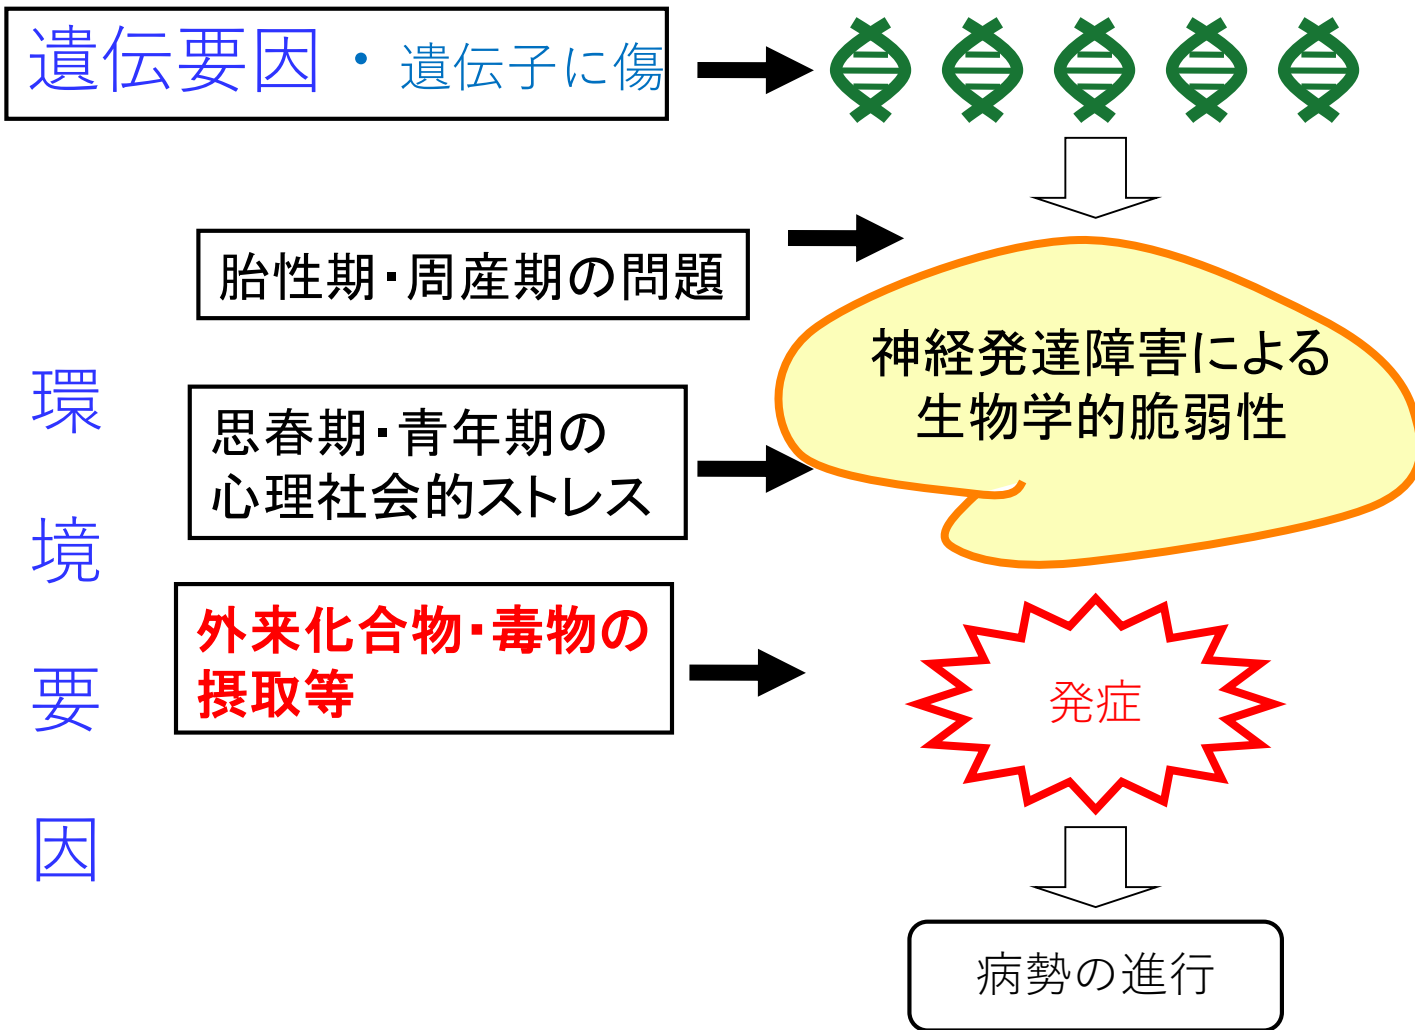 遺伝要因・遺伝子に傷
胎性期・周産期の問題
神経発達障害による
生物学的脆弱性
思春期・青年期の
心理社会的ストレス
外来化合物・毒物の
摂取等
環境要因
発症
病勢の進行